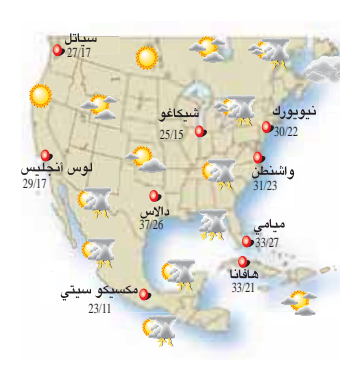 سياتل
27/17
نيويورك
30/22
شيكاغو
25/15
لوس انجليس
29/17
واشنطن
31/23
دالاس
37/26
ميامي
33/27
هافانا
33/21
مكسيكو سيتي
23/11